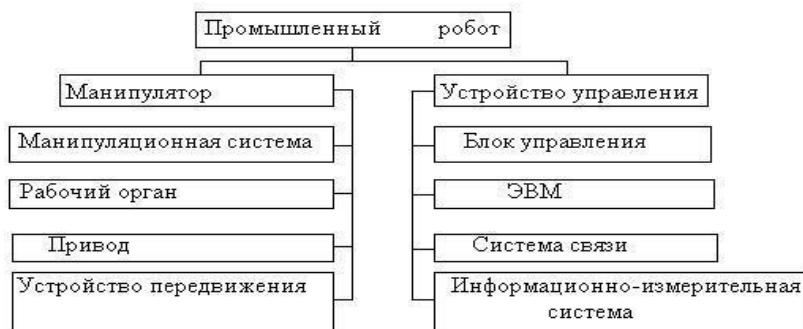 Промышленный робот
Манипулятор
Устройство управления
Манипуляционная система
Блок управления
Рабочий орган
ЭВМ
Привод
Система связи
Устройство передвижения
Информационно-измерительная
система